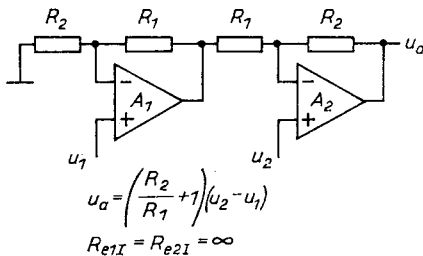 R₂ R₁ R₁ R₂
uₐ
− −
A₁ A₂
+ +
u₁ u₂
uₐ = (R₂/R₁ + 1)(u₂ − u₁)
Rₑ₁I = Rₑ₂I = ∞